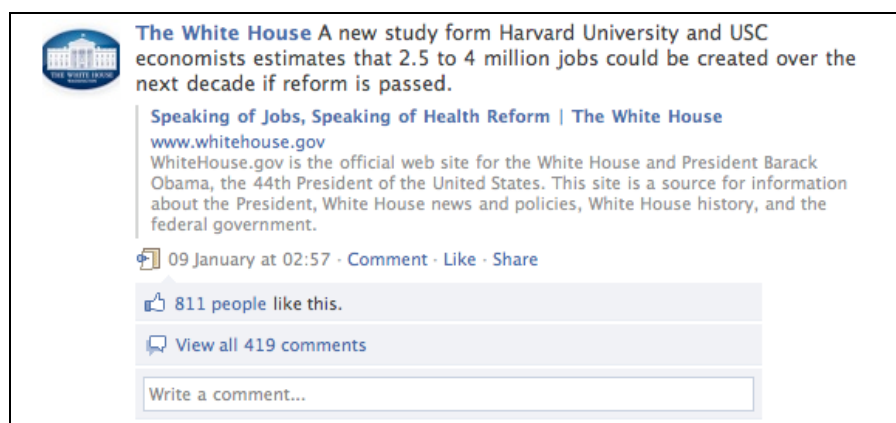 The White House A new study form Harvard University and USC
economists estimates that 2.5 to 4 million jobs could be created over the
next decade if reform is passed.
Speaking of Jobs, Speaking of Health Reform | The White House
www.whitehouse.gov
WhiteHouse.gov is the official web site for the White House and President Barack
Obama, the 44th President of the United States. This site is a source for information
about the President, White House news and policies, White House history, and the
federal government.
09 January at 02:57 · Comment · Like · Share
811 people like this.
View all 419 comments
Write a comment...
THE WHITE HOUSE
WASHINGTON